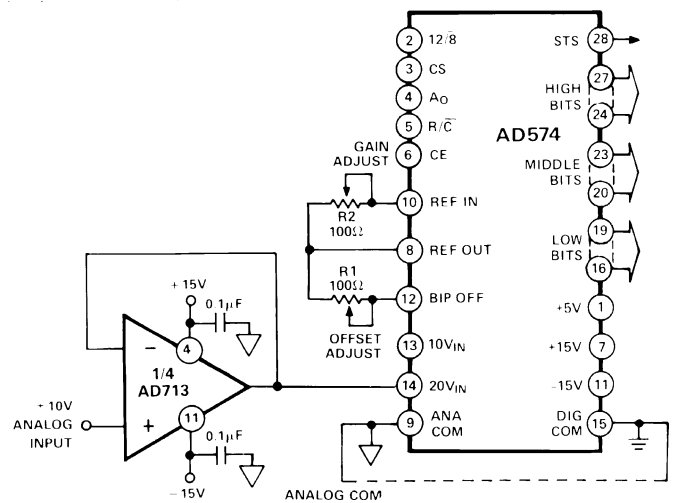 2 12/8̅ STS 28
3 CS 27
4 A₀ HIGH BITS
24
5 R/C̅ AD574
GAIN ADJUST 6 CE 23
MIDDLE BITS
R2 100Ω 10 REF IN 20
19
8 REF OUT LOW BITS
R1 100Ω 16
+15V 0.1μF 12 BIP OFF +5V 1
OFFSET ADJUST
4 13 10VIN +15V 7
−
1/4 AD713
14 20VIN -15V 11
+10V ANALOG INPUT + 11 9 ANA COM DIG COM 15
0.1μF
−15V
ANALOG COM